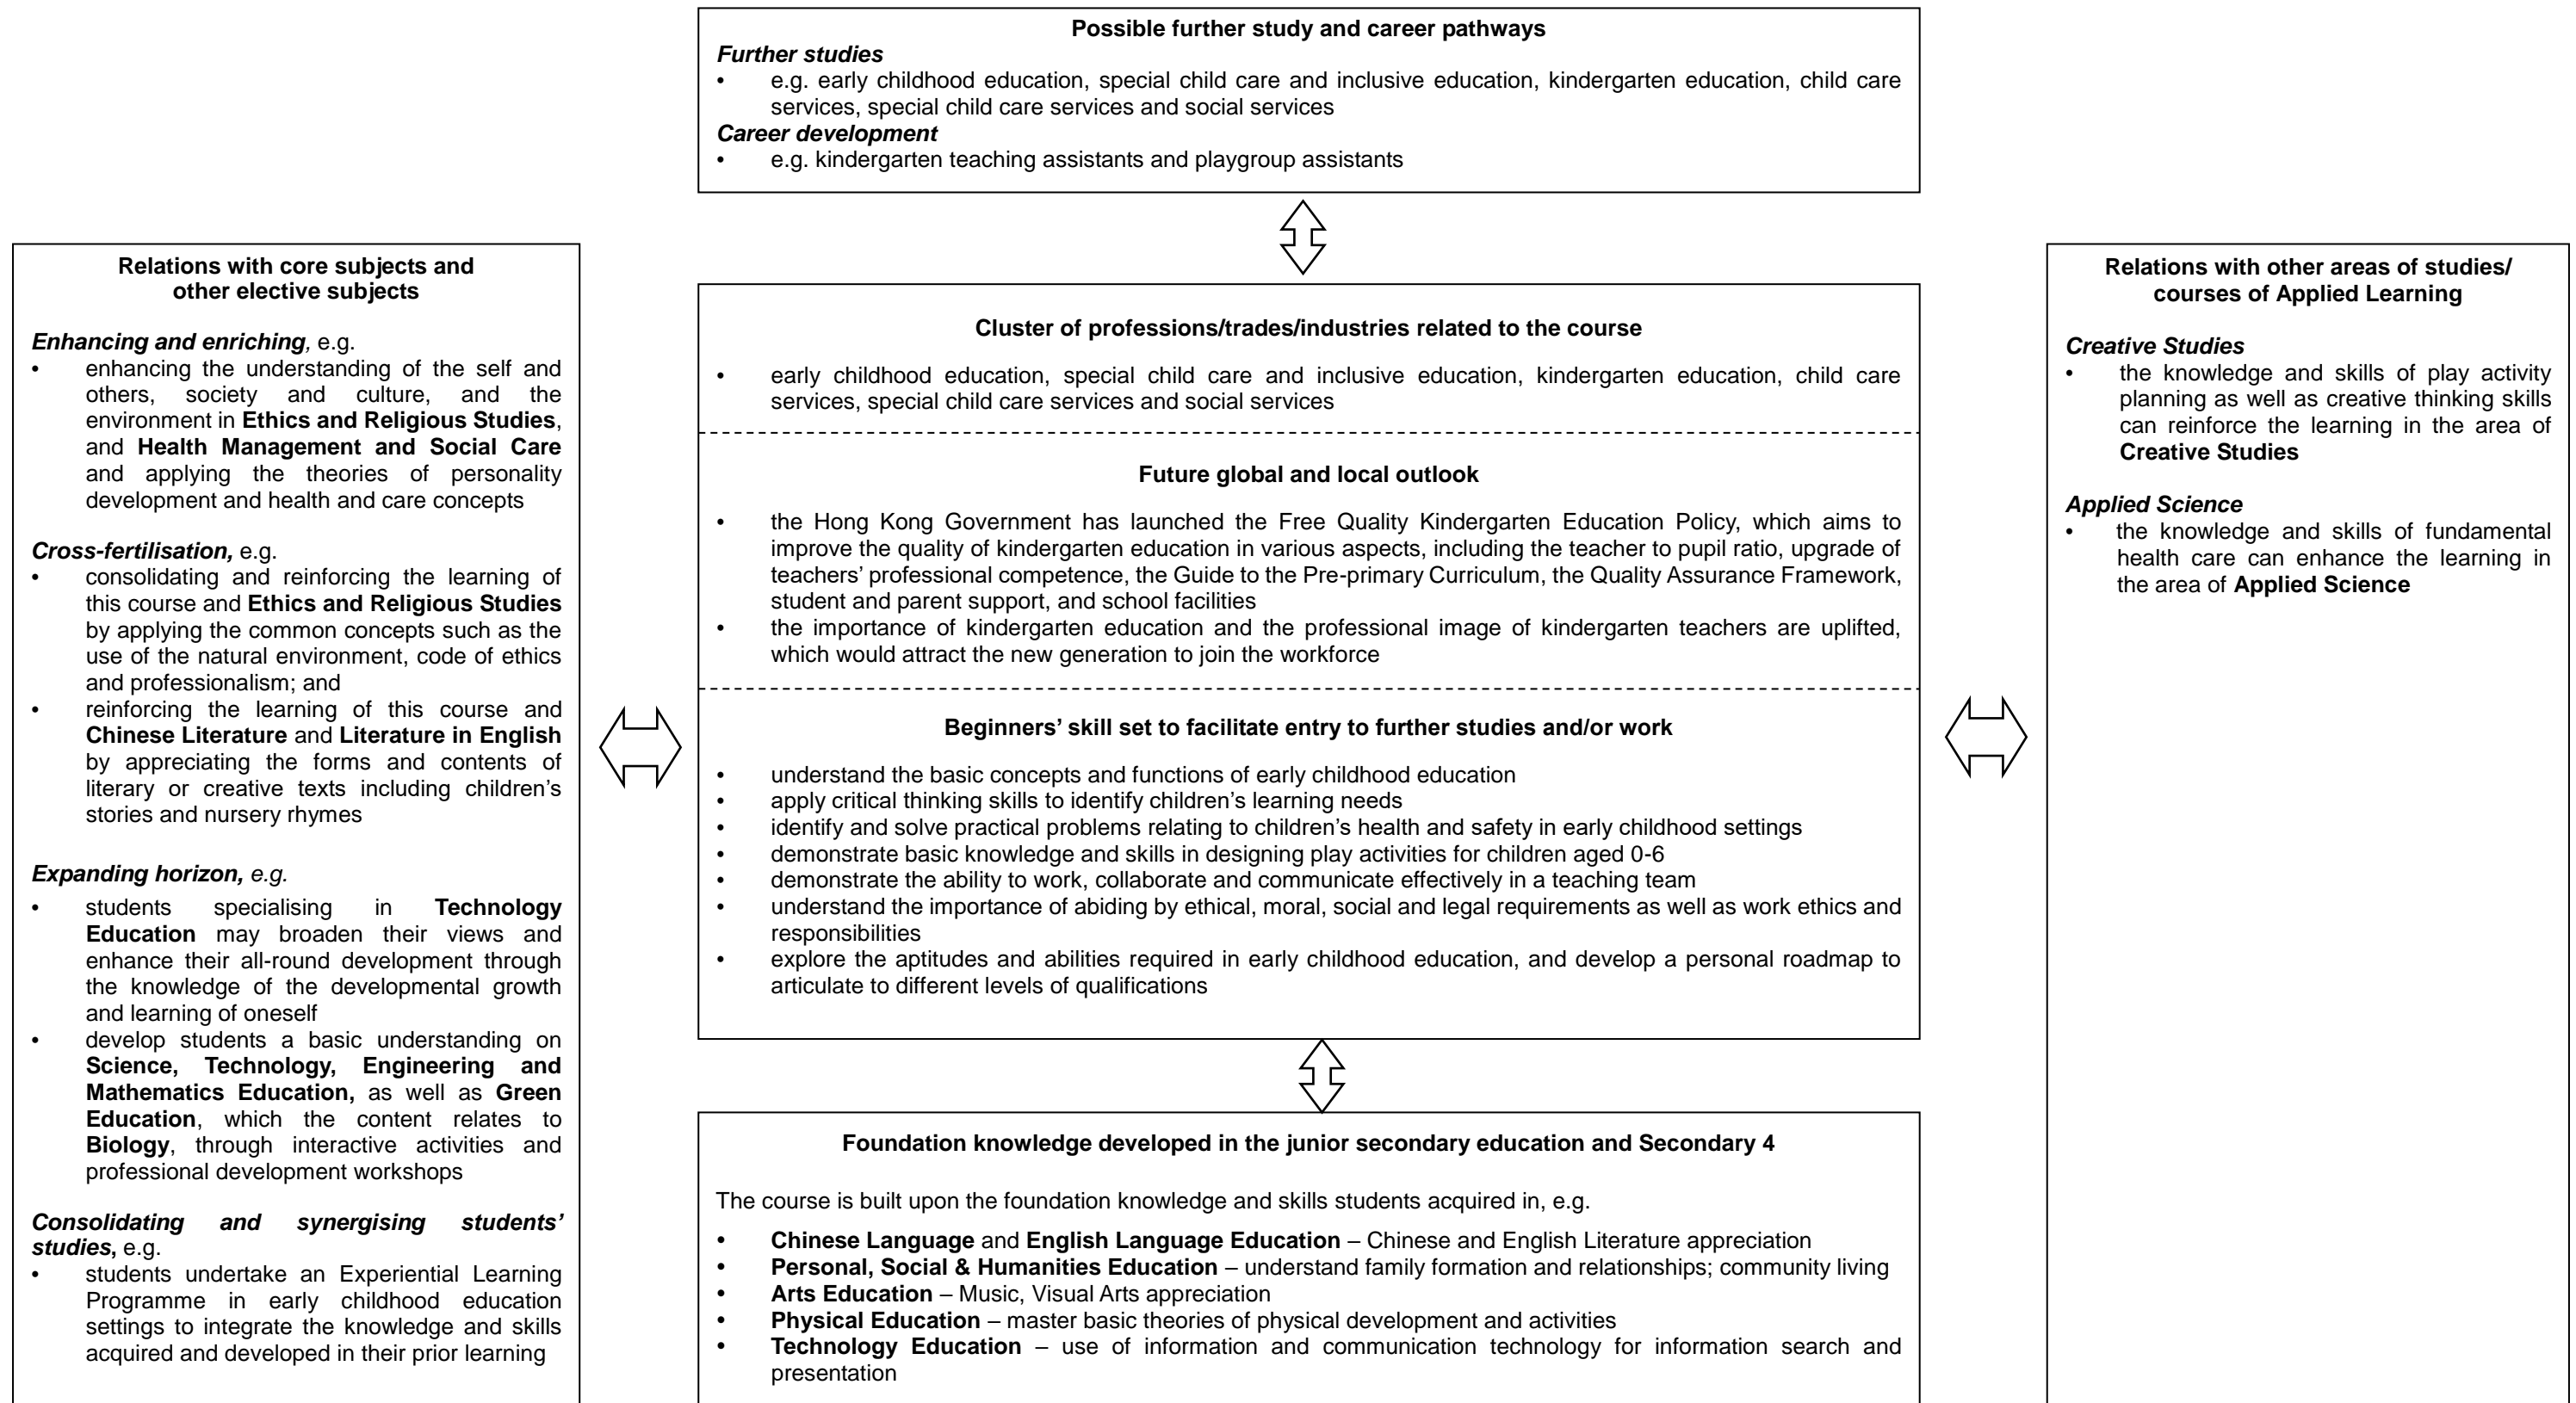 Possible further study and career pathways
Further studies
• e.g. early childhood education, special child care and inclusive education, kindergarten education, child care
services, special child care services and social services
Career development
• e.g. kindergarten teaching assistants and playgroup assistants
Relations with core subjects and
other elective subjects
Enhancing and enriching, e.g.
• enhancing the understanding of the self and
others, society and culture, and the
environment in Ethics and Religious Studies,
and Health Management and Social Care
and applying the theories of personality
development and health and care concepts
Cross-fertilisation, e.g.
• consolidating and reinforcing the learning of
this course and Ethics and Religious Studies
by applying the common concepts such as the
use of the natural environment, code of ethics
and professionalism; and
• reinforcing the learning of this course and
Chinese Literature and Literature in English
by appreciating the forms and contents of
literary or creative texts including children's
stories and nursery rhymes
Expanding horizon, e.g.
• students specialising in Technology
Education may broaden their views and
enhance their all-round development through
the knowledge of the developmental growth
and learning of oneself
• develop students a basic understanding on
Science, Technology, Engineering and
Mathematics Education, as well as Green
Education, which the content relates to
Biology, through interactive activities and
professional development workshops
Consolidating and synergising students'
studies, e.g.
• students undertake an Experiential Learning
Programme in early childhood education
settings to integrate the knowledge and skills
acquired and developed in their prior learning
Cluster of professions/trades/industries related to the course
• early childhood education, special child care and inclusive education, kindergarten education, child care
services, special child care services and social services
Future global and local outlook
• the Hong Kong Government has launched the Free Quality Kindergarten Education Policy, which aims to
improve the quality of kindergarten education in various aspects, including the teacher to pupil ratio, upgrade of
teachers' professional competence, the Guide to the Pre-primary Curriculum, the Quality Assurance Framework,
student and parent support, and school facilities
• the importance of kindergarten education and the professional image of kindergarten teachers are uplifted,
which would attract the new generation to join the workforce
Beginners' skill set to facilitate entry to further studies and/or work
• understand the basic concepts and functions of early childhood education
• apply critical thinking skills to identify children's learning needs
• identify and solve practical problems relating to children's health and safety in early childhood settings
• demonstrate basic knowledge and skills in designing play activities for children aged 0-6
• demonstrate the ability to work, collaborate and communicate effectively in a teaching team
• understand the importance of abiding by ethical, moral, social and legal requirements as well as work ethics and
responsibilities
• explore the aptitudes and abilities required in early childhood education, and develop a personal roadmap to
articulate to different levels of qualifications
Foundation knowledge developed in the junior secondary education and Secondary 4
The course is built upon the foundation knowledge and skills students acquired in, e.g.
• Chinese Language and English Language Education – Chinese and English Literature appreciation
• Personal, Social & Humanities Education – understand family formation and relationships; community living
• Arts Education – Music, Visual Arts appreciation
• Physical Education – master basic theories of physical development and activities
• Technology Education – use of information and communication technology for information search and
presentation
Relations with other areas of studies/
courses of Applied Learning
Creative Studies
• the knowledge and skills of play activity
planning as well as creative thinking skills
can reinforce the learning in the area of
Creative Studies
Applied Science
• the knowledge and skills of fundamental
health care can enhance the learning in
the area of Applied Science